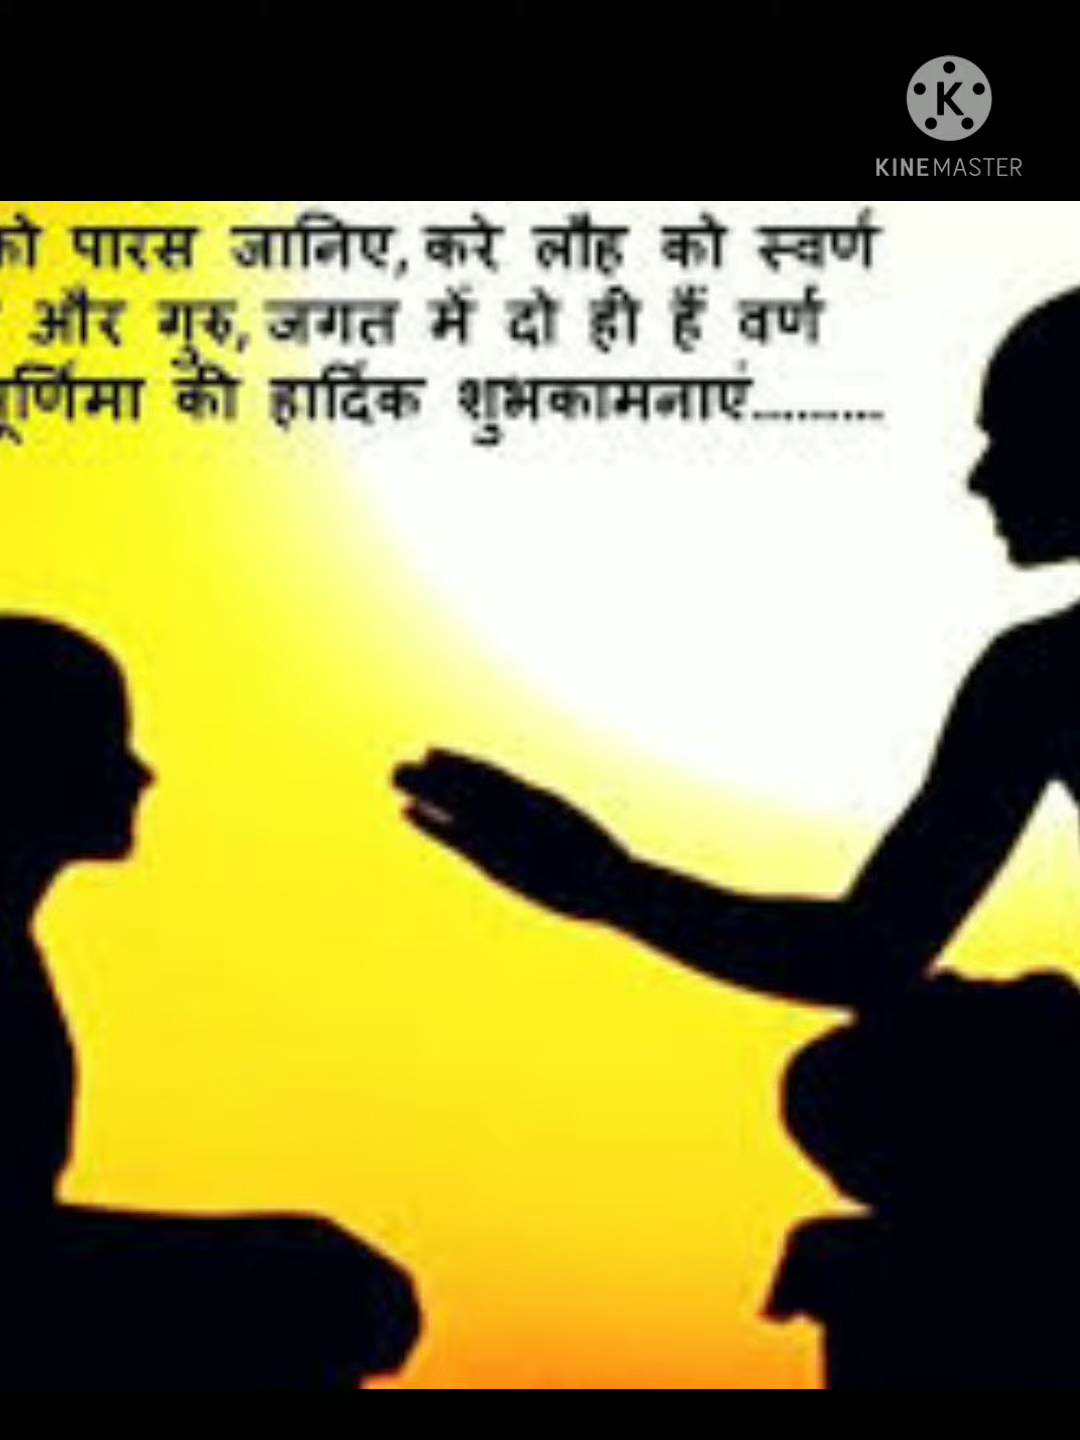 KINEMASTER
को पारस जानिए, करे लौह को स्वर्ण
और गुरु, जगत में दो ही हैं वर्ण
पूर्णिमा की हार्दिक शुभकामनाएं..........